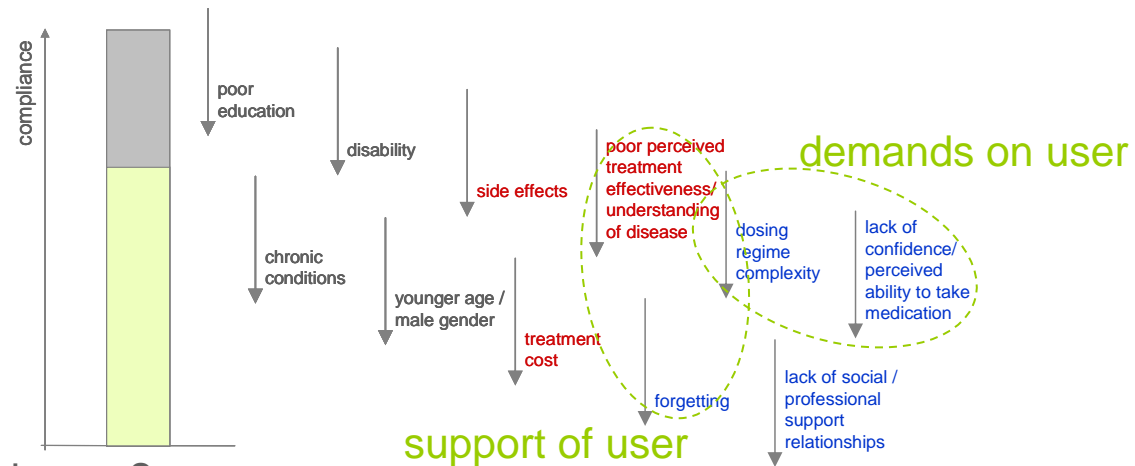 compliance
poor
education
disability
side effects
poor perceived
treatment
effectiveness/
understanding
of disease
demands on user
chronic
conditions
younger age /
male gender
treatment
cost
dosing
regime
complexity
lack of
confidence/
perceived
ability to take
medication
forgetting
lack of social /
professional
support
relationships
support of user